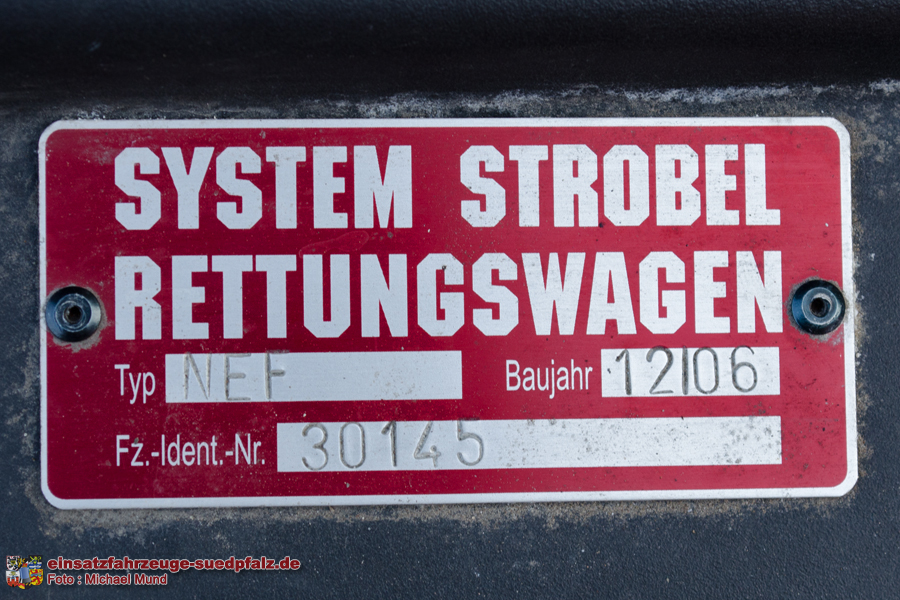 SYSTEM STROBEL
RETTUNGSWAGEN
Typ NEF Baujahr 12/06
Fz.-Ident.-Nr. 30145
einsatzfahrzeuge-suedpfalz.de
Foto : Michael Mund